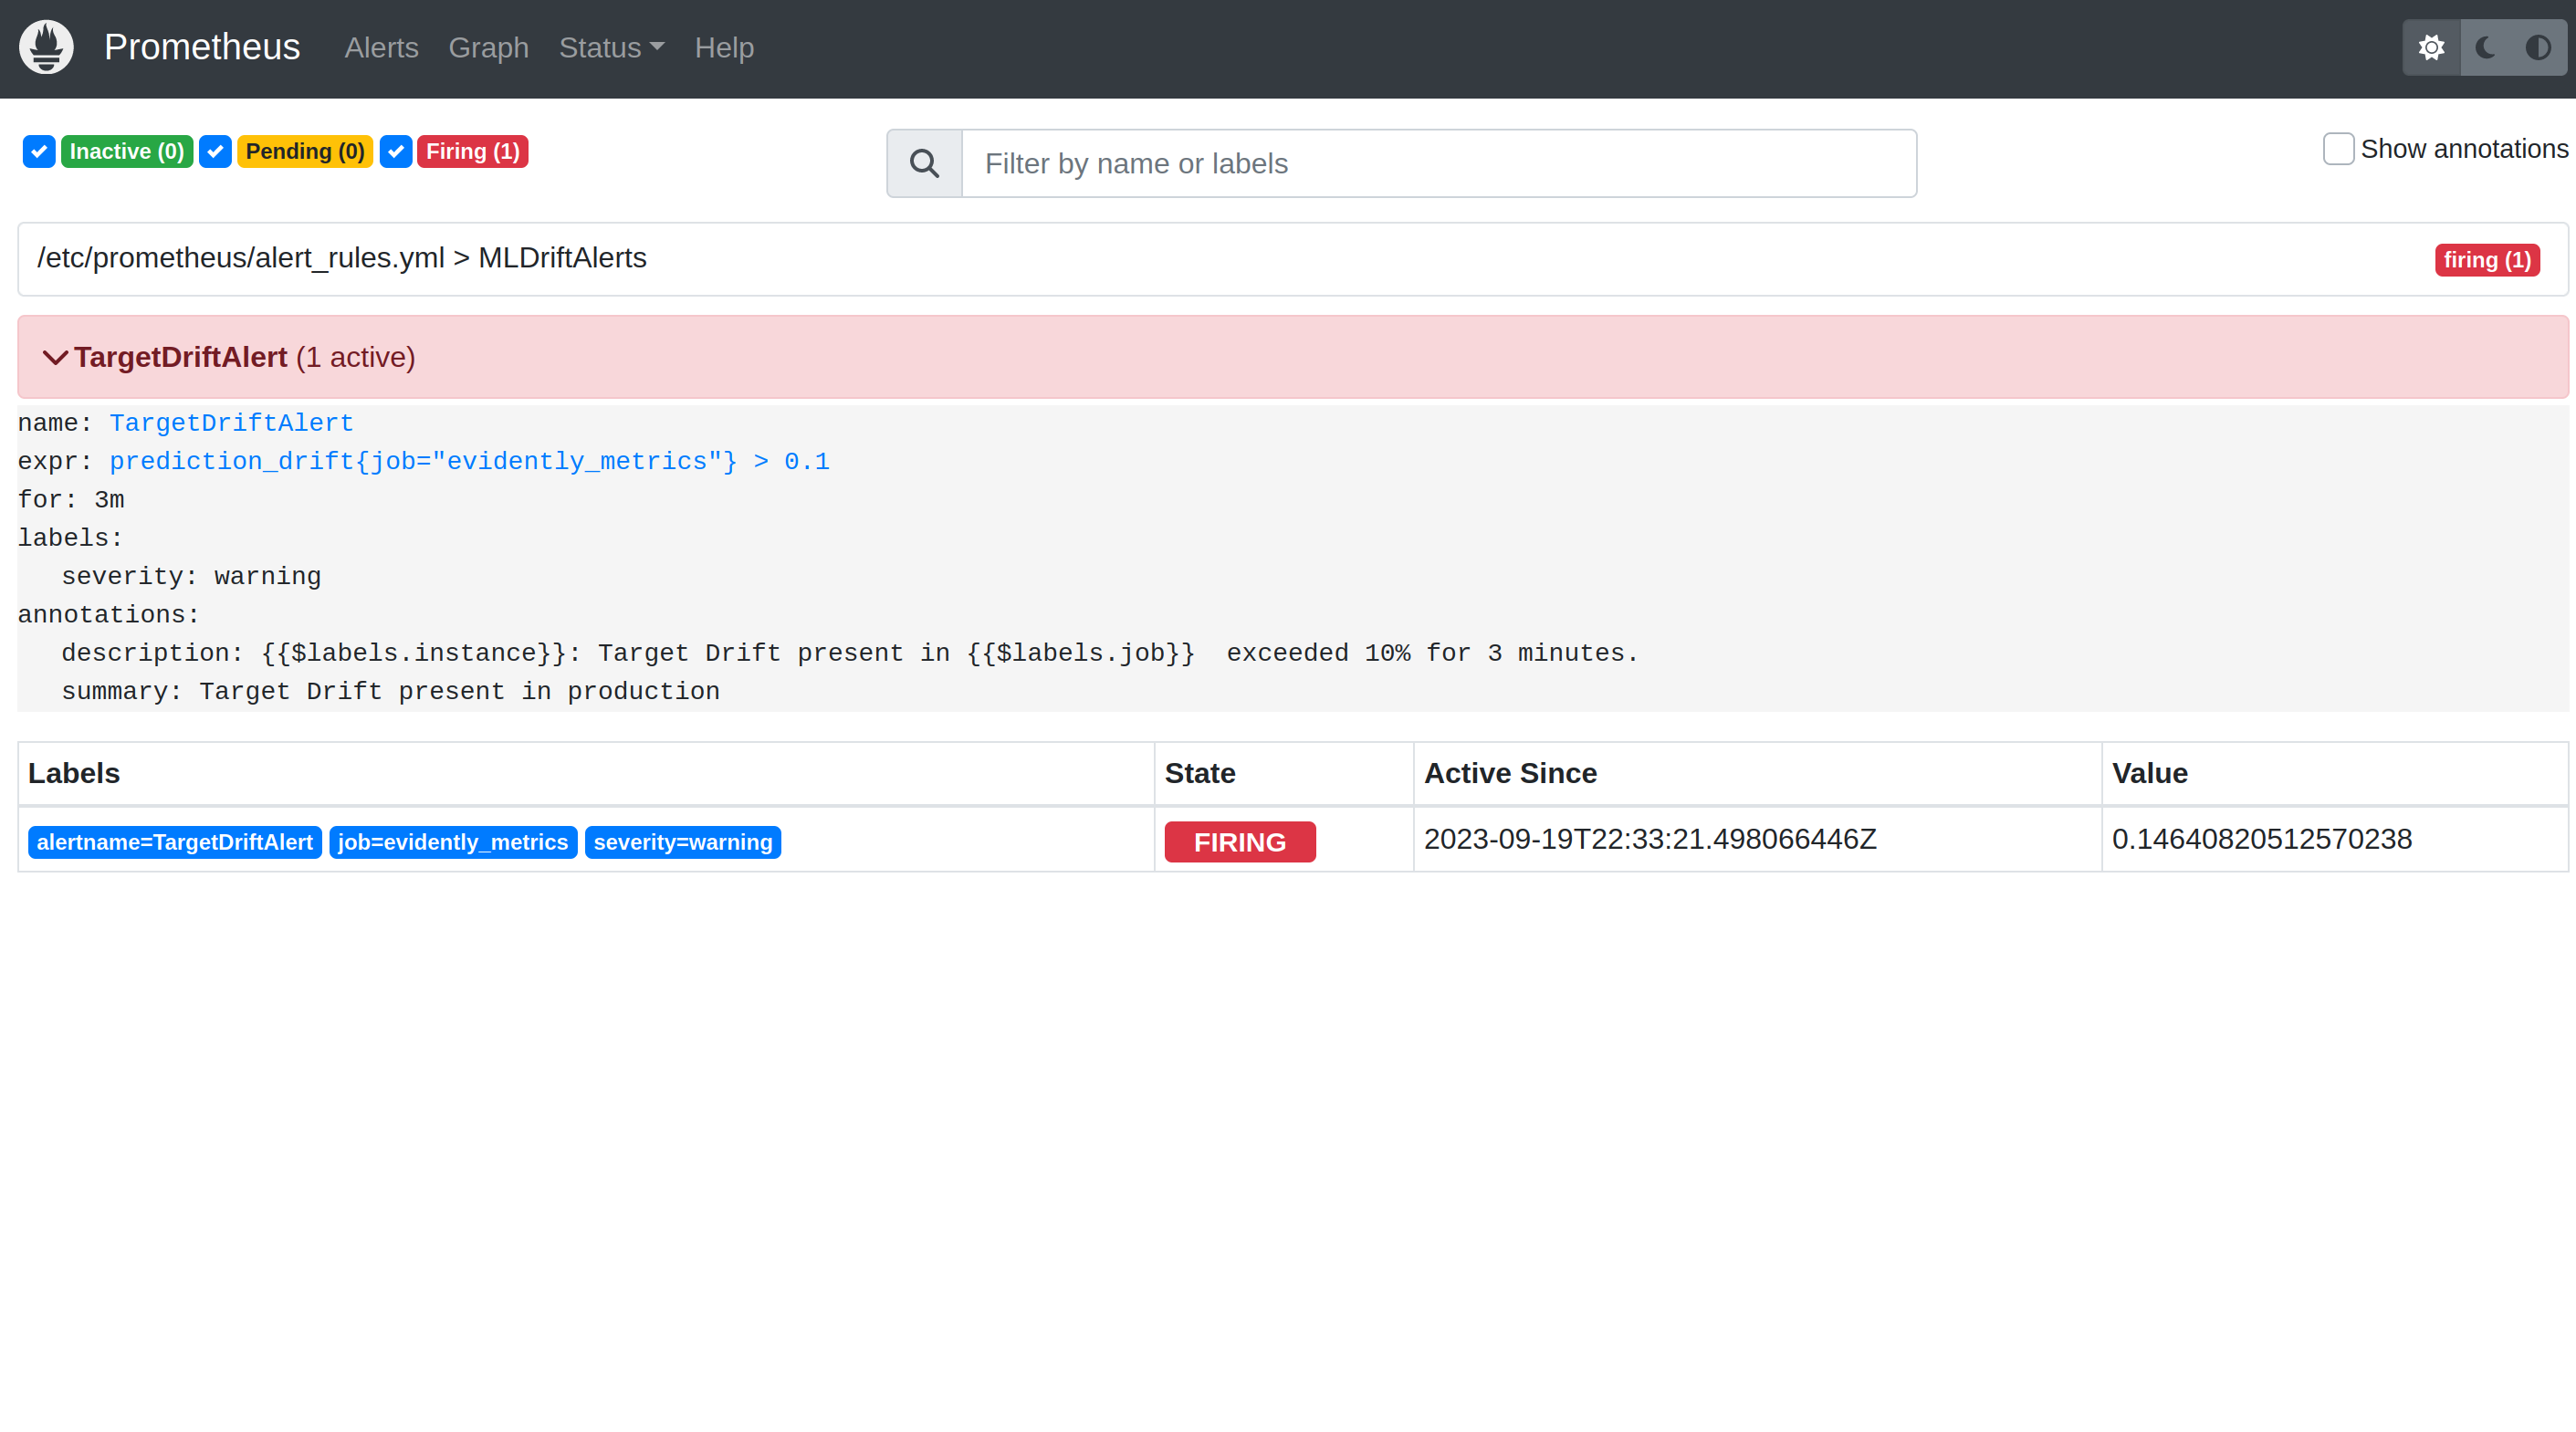 Prometheus Alerts Graph Status Help
Inactive (0) Pending (0) Firing (1)
Filter by name or labels
Show annotations
/etc/prometheus/alert_rules.yml > MLDriftAlerts
firing (1)
TargetDriftAlert (1 active)
name: TargetDriftAlert
expr: prediction_drift{job="evidently_metrics"} > 0.1
for: 3m
labels:
severity: warning
annotations:
description: {{$labels.instance}}: Target Drift present in {{$labels.job}}  exceeded 10% for 3 minutes.
summary: Target Drift present in production
Labels State Active Since Value
alertname=TargetDriftAlert job=evidently_metrics severity=warning FIRING 2023-09-19T22:33:21.498066446Z 0.14640820512570238